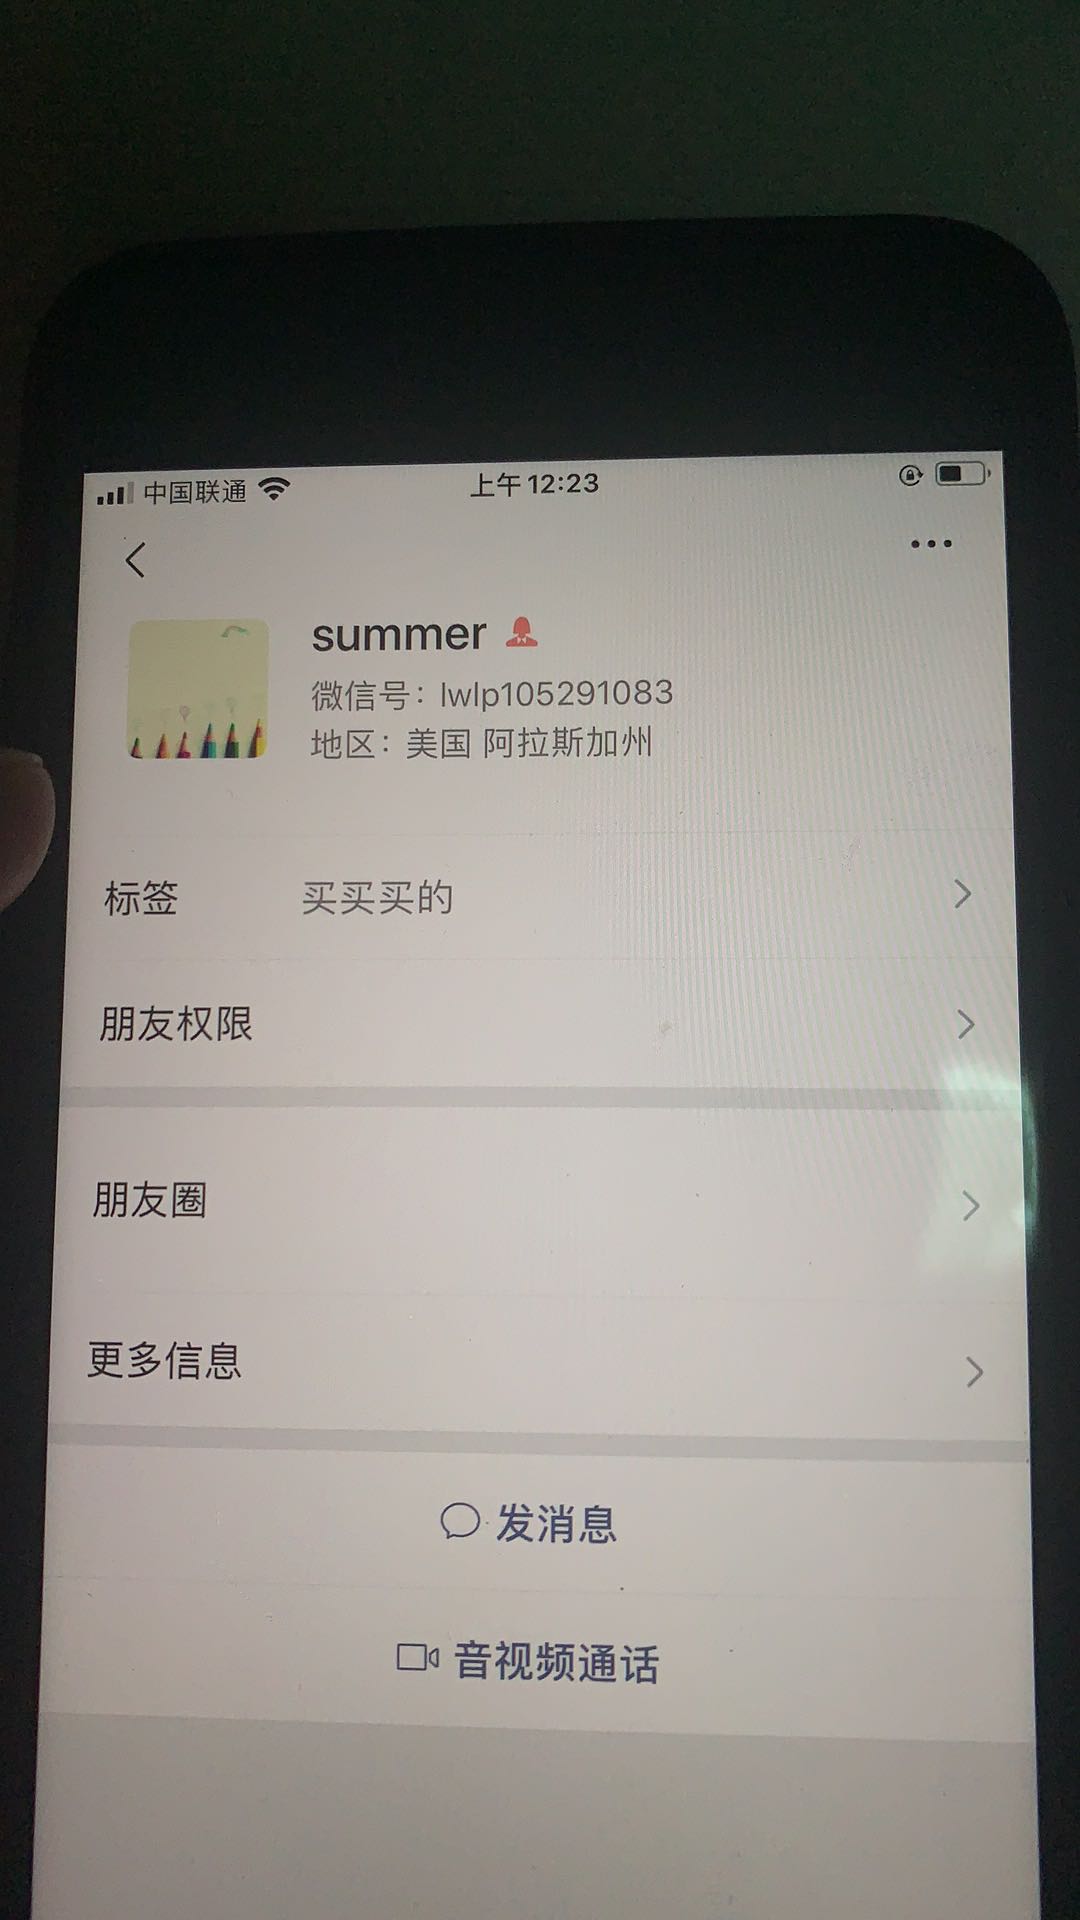 中国联通
上午12:23
summer
微信号：lwlp105291083
地区：美国 阿拉斯加州
标签 买买买的
朋友权限
朋友圈
更多信息
发消息
音视频通话